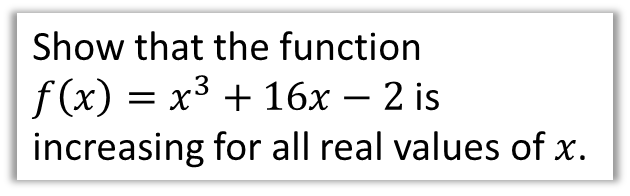 Show that the function
f(x) = x³ + 16x − 2 is
increasing for all real values of x.